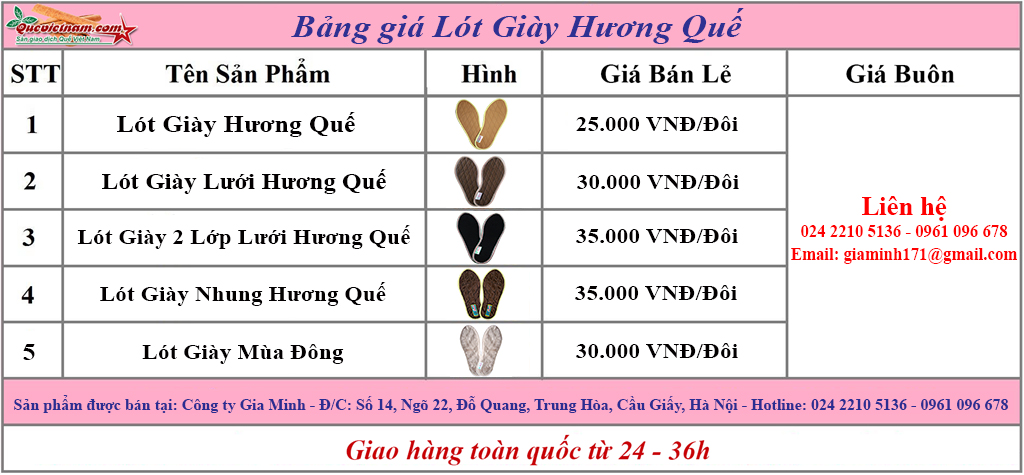 Quevietnam.com
Sàn giao dịch Quế Việt Nam
Bảng giá Lót Giày Hương Quế
STT Tên Sản Phẩm Hình Giá Bán Lẻ Giá Buôn
1 Lót Giày Hương Quế 25.000 VNĐ/Đôi
2 Lót Giày Lưới Hương Quế 30.000 VNĐ/Đôi
3 Lót Giày 2 Lớp Lưới Hương Quế 35.000 VNĐ/Đôi
4 Lót Giày Nhung Hương Quế 35.000 VNĐ/Đôi
5 Lót Giày Mùa Đông 30.000 VNĐ/Đôi
Liên hệ
024 2210 5136 - 0961 096 678
Email: giaminh171@gmail.com
Sản phẩm được bán tại: Công ty Gia Minh - Đ/C: Số 14, Ngõ 22, Đỗ Quang, Trung Hòa, Cầu Giấy, Hà Nội - Hotline: 024 2210 5136 - 0961 096 678
Giao hàng toàn quốc từ 24 - 36h